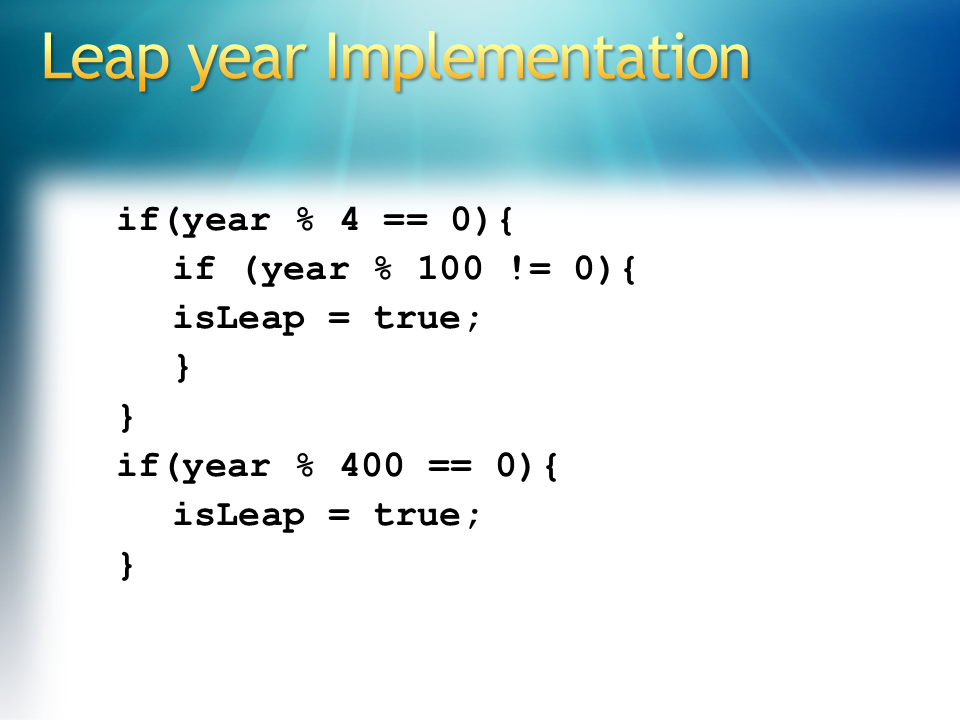 Leap year Implementation
if(year % 4 == 0){
if (year % 100 != 0){
isLeap = true;
}
}
if(year % 400 == 0){
isLeap = true;
}